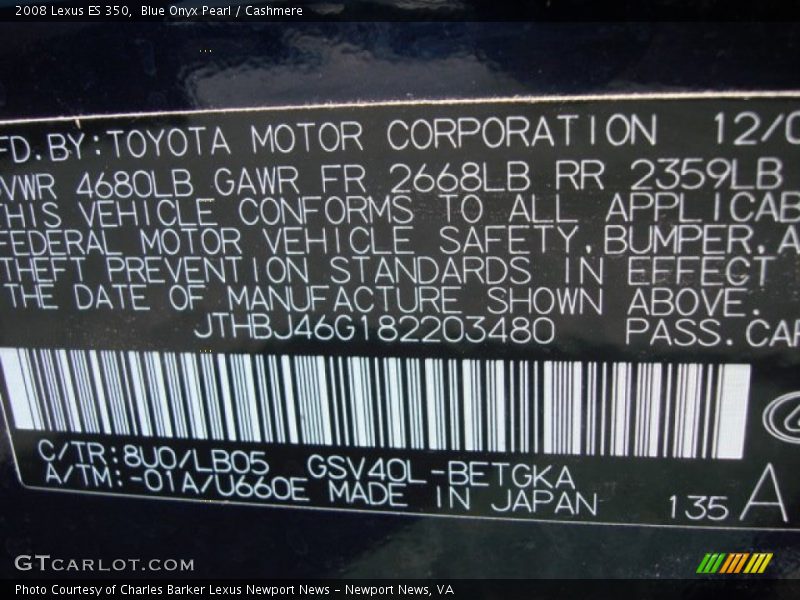 2008 Lexus ES 350,  Blue Onyx Pearl / Cashmere
FD.BY:TOYOTA MOTOR CORPORATION 12/0
VWR 4680LB GAWR FR 2668LB RR 2359LB
THIS VEHICLE CONFORMS TO ALL APPLICAB
FEDERAL MOTOR VEHICLE SAFETY,BUMPER,A
THEFT PREVENTION STANDARDS IN EFFECT
THE DATE OF MANUFACTURE SHOWN ABOVE.
JTHBJ46G182203480 PASS.CAR
C/TR:8U0/LB05 GSV40L-BETGKA
A/TM:-01A/U660E MADE IN JAPAN 135 A
GTCARLOT.COM
Photo Courtesy of Charles Barker Lexus Newport News - Newport News, VA